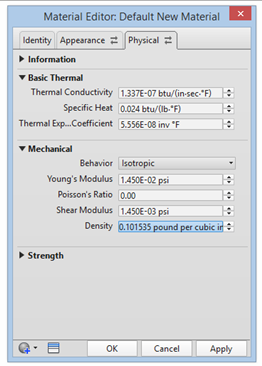 Material Editor: Default New Material
Identity Appearance Physical
Information
Basic Thermal
Thermal Conductivity 1.337E-07 btu/(in·sec·°F)
Specific Heat 0.024 btu/(lb·°F)
Thermal Exp...Coefficient 5.556E-08 inv °F
Mechanical
Behavior Isotropic
Young's Modulus 1.450E-02 psi
Poisson's Ratio 0.00
Shear Modulus 1.450E-03 psi
Density 0.101535 pound per cubic in
Strength
OK Cancel Apply